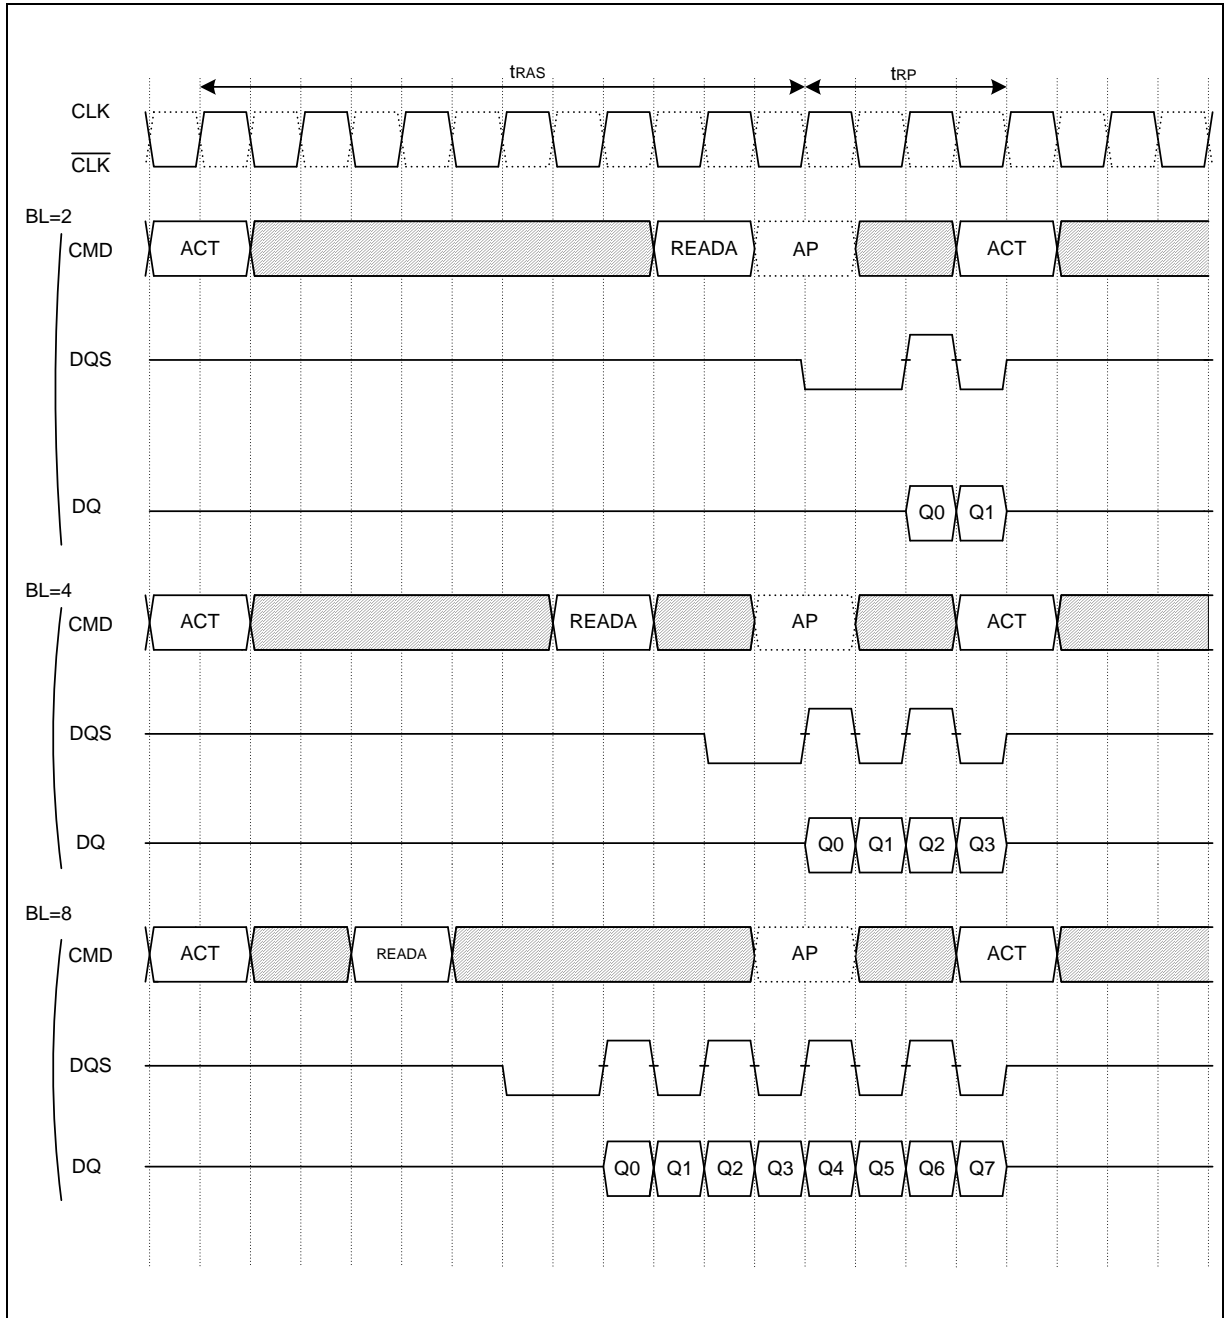 tRAS tRP
CLK
CLK
BL=2
CMD ACT READA AP ACT
DQS
DQ Q0 Q1
BL=4
CMD ACT READA AP ACT
DQS
DQ Q0 Q1 Q2 Q3
BL=8
CMD ACT READA AP ACT
DQS
DQ Q0 Q1 Q2 Q3 Q4 Q5 Q6 Q7